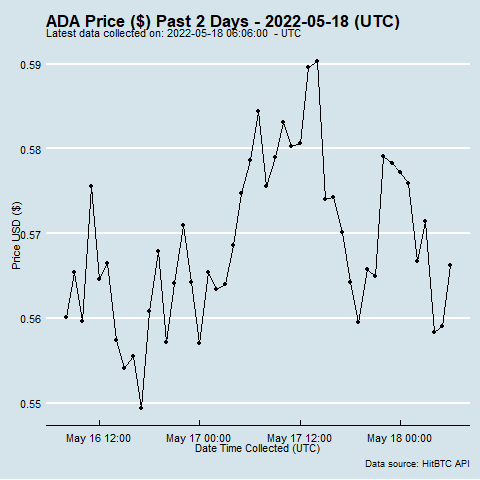 ADA Price ($) Past 2 Days - 2022-05-18 (UTC)
Latest data collected on: 2022-05-18 06:06:00 - UTC
0.59
0.58
0.57
0.56
0.55
Price USD ($)
May 16 12:00
May 17 00:00
May 17 12:00
May 18 00:00
Date Time Collected (UTC)
Data source: HitBTC API